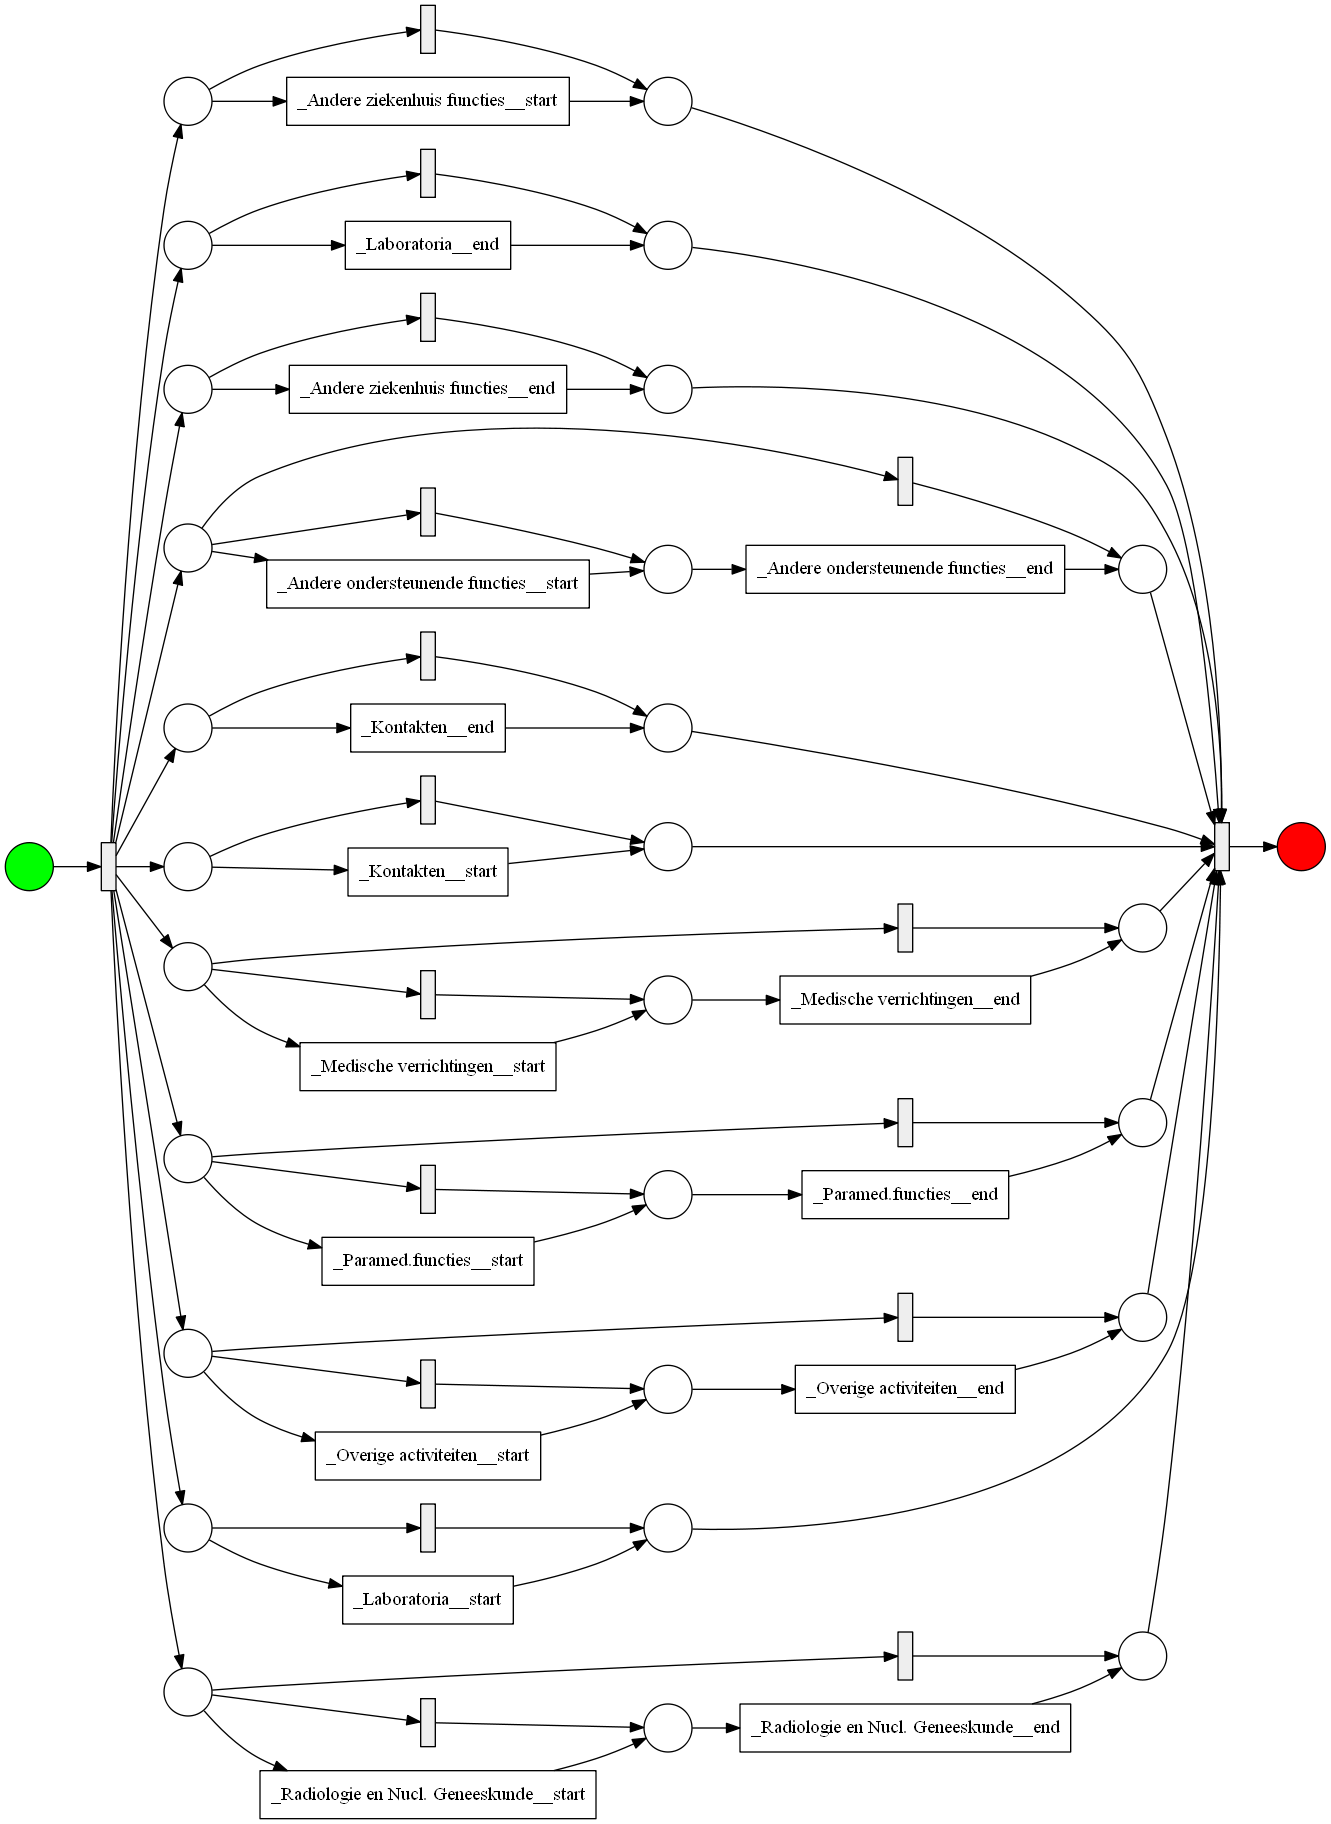 _Andere ziekenhuis functies__start
_Laboratoria__end
_Andere ziekenhuis functies__end
_Andere ondersteunende functies__start
_Andere ondersteunende functies__end
_Kontakten__end
_Kontakten__start
_Medische verrichtingen__end
_Medische verrichtingen__start
_Paramed.functies__end
_Paramed.functies__start
_Overige activiteiten__end
_Overige activiteiten__start
_Laboratoria__start
_Radiologie en Nucl. Geneeskunde__end
_Radiologie en Nucl. Geneeskunde__start